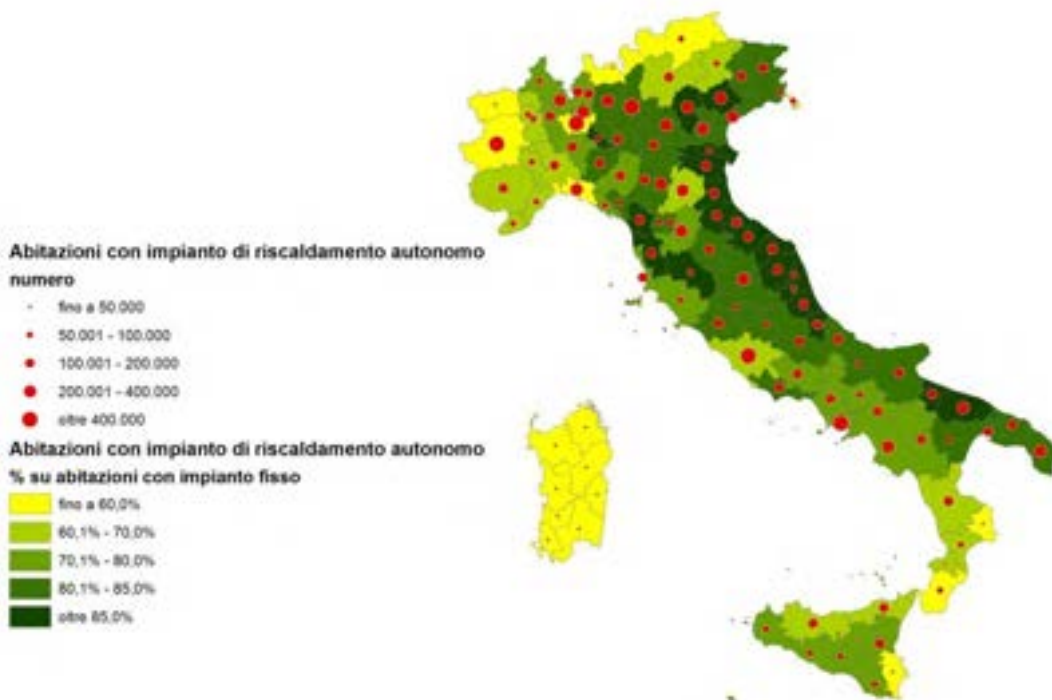 Abitazioni con impianto di riscaldamento autonomo
numero
fino a 50.000
50.001 - 100.000
100.001 - 200.000
200.001 - 400.000
oltre 400.000
Abitazioni con impianto di riscaldamento autonomo
% su abitazioni con impianto fisso
fino a 60,0%
60,1% - 70,0%
70,1% - 80,0%
80,1% - 85,0%
oltre 85,0%